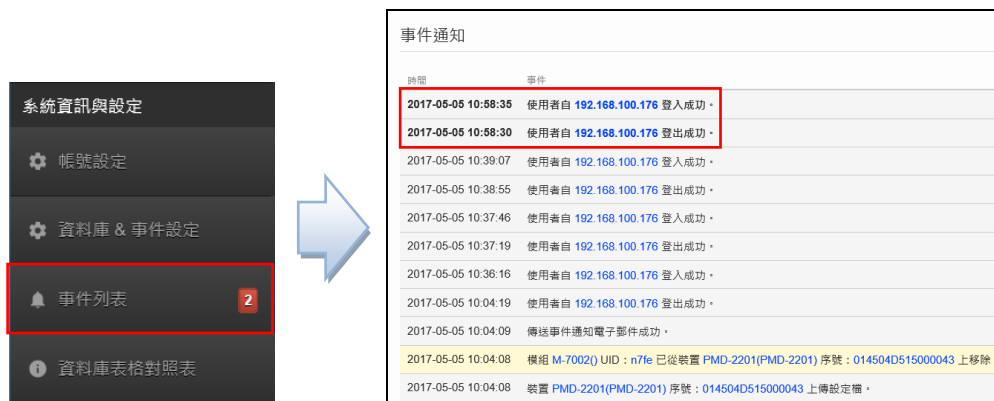 系統資訊與設定
帳號設定
資料庫 & 事件設定
事件列表 2
資料庫表格對照表
事件通知
時間 事件
2017-05-05 10:58:35 使用者自 192.168.100.176 登入成功。
2017-05-05 10:58:30 使用者自 192.168.100.176 登出成功。
2017-05-05 10:39:07 使用者自 192.168.100.176 登入成功。
2017-05-05 10:38:55 使用者自 192.168.100.176 登出成功。
2017-05-05 10:37:46 使用者自 192.168.100.176 登入成功。
2017-05-05 10:37:19 使用者自 192.168.100.176 登出成功。
2017-05-05 10:36:16 使用者自 192.168.100.176 登入成功。
2017-05-05 10:04:19 使用者自 192.168.100.176 登出成功。
2017-05-05 10:04:09 傳送事件通知電子郵件成功。
2017-05-05 10:04:08 模組 M-7002() UID：n7fe 已從裝置 PMD-2201(PMD-2201) 序號：014504D515000043 上移除
2017-05-05 10:04:08 裝置 PMD-2201(PMD-2201) 序號：014504D515000043 上傳設定檔。